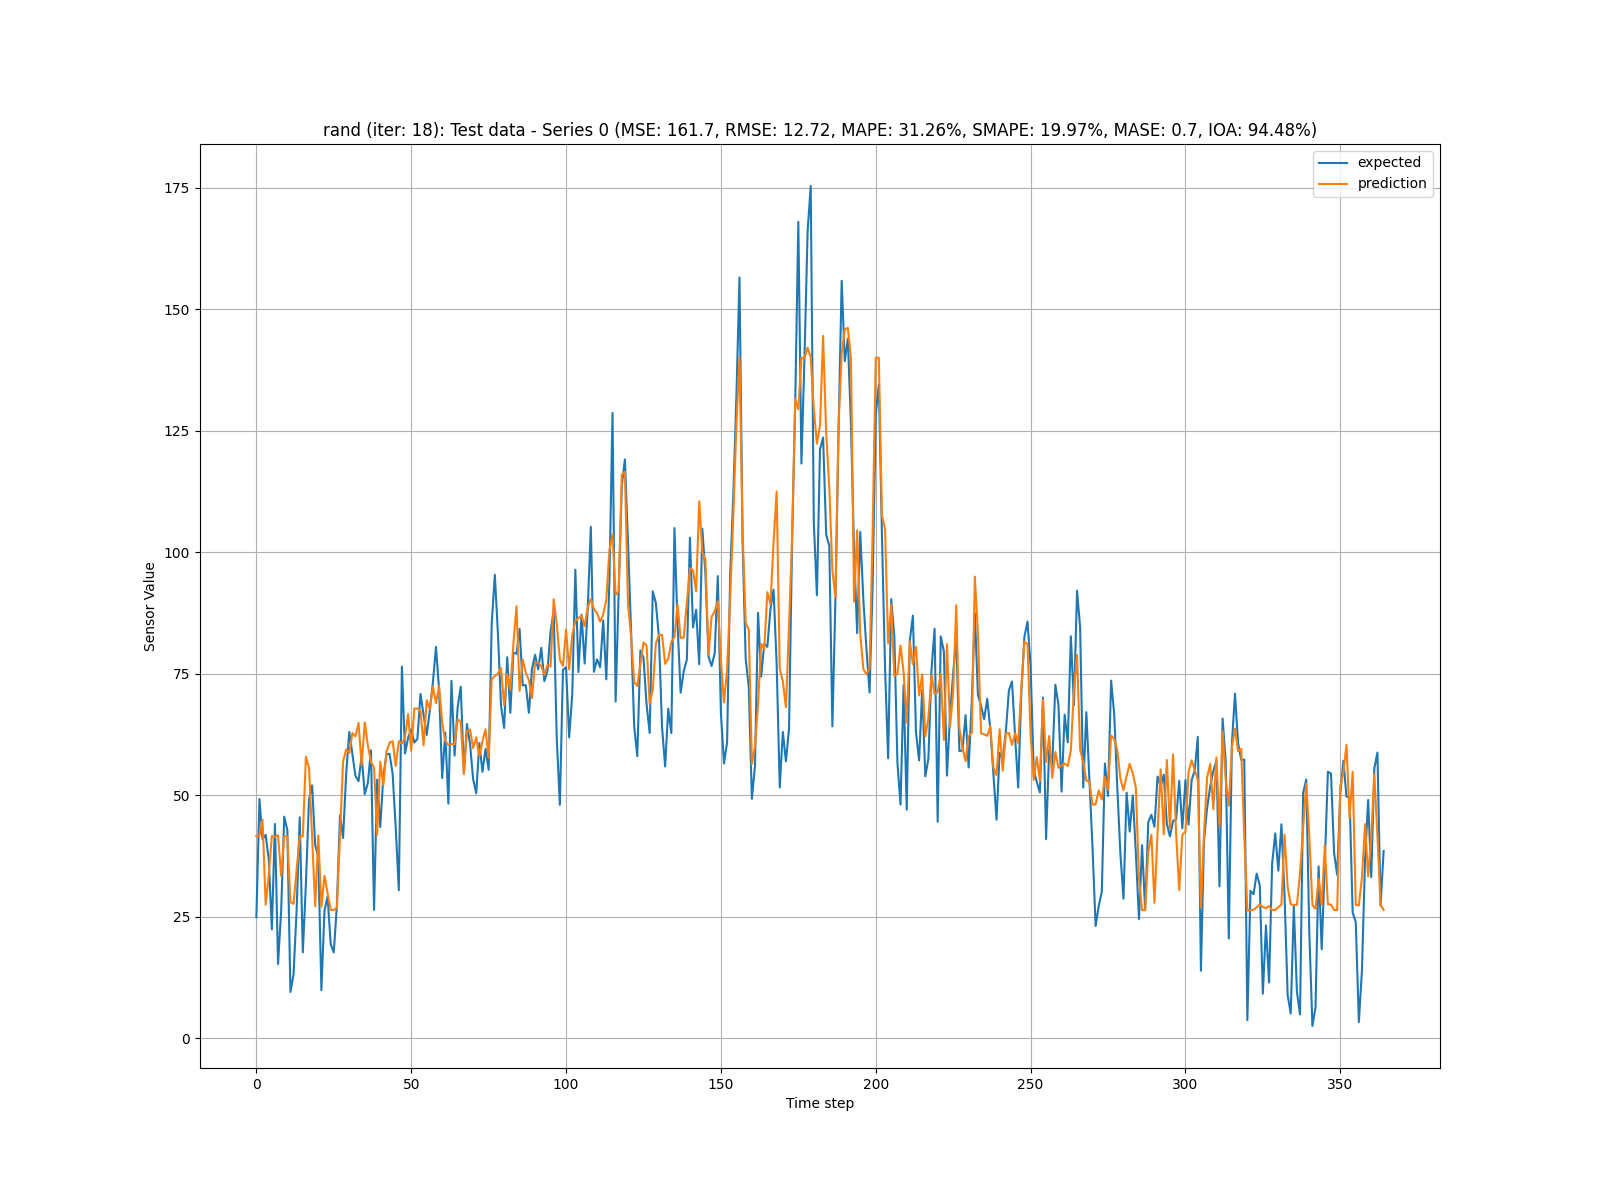 rand (iter: 18): Test data - Series 0 (MSE: 161.7, RMSE: 12.72, MAPE: 31.26%, SMAPE: 19.97%, MASE: 0.7, IOA: 94.48%)
expected
prediction
175
150
125
100
75
50
25
0
Sensor Value
0 50 100 150 200 250 300 350
Time step